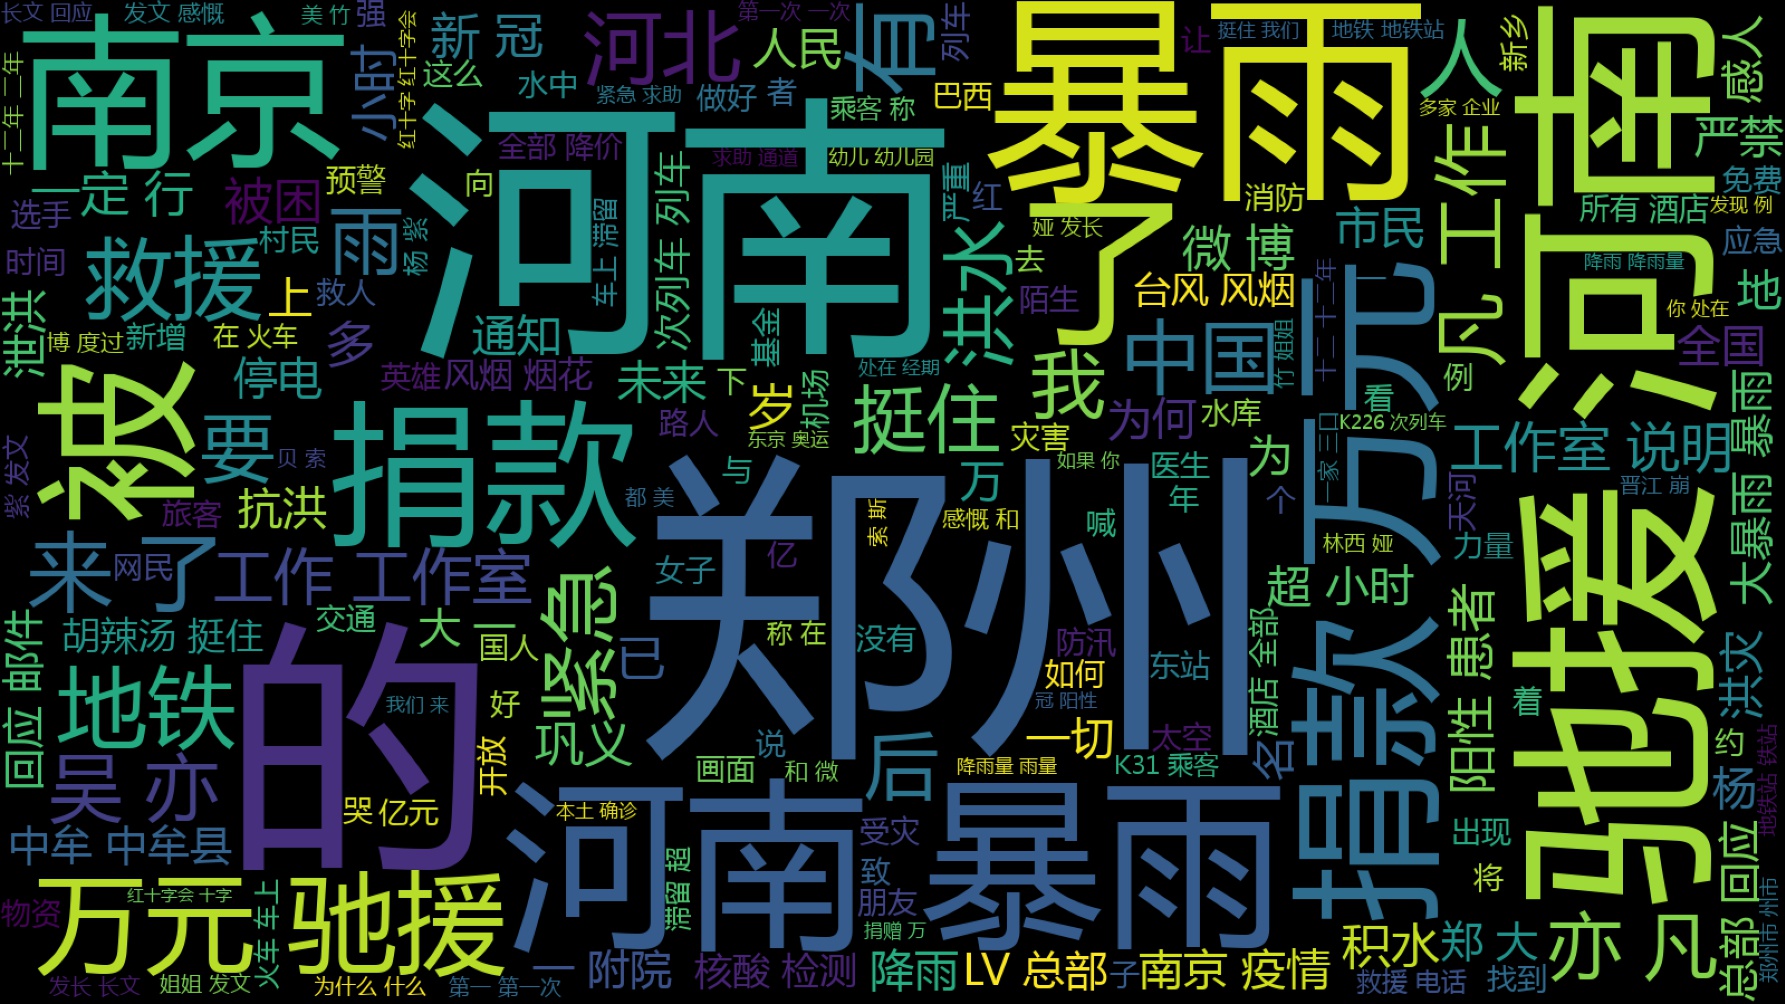 长文 回应
发文 感慨
美 竹
强
红十字 红十字会
新 冠
河北
第一次 一次
人民
有
列车
暴雨
让
挺住 我们
地铁 地铁站
人
新乡
河南 驰援
感人
十二年 二年
南京
小时
这么
水中
紧急 求助
做好
者
乘客 称
巴西
多家 企业
工作
严禁
河南
全部 降价
求助 通道
幼儿 幼儿园
一定 行
被困
预警
向
次列车 列车
严重
红
消防
免费
所有 酒店
发现 例
选手
村民
雨
杨 紫
车上 滞留
洪水
娅 发长
了
微 博
市民
应急
时间
救援
上
救人
去
陌生
台风 风烟
十二 十二年
万元 捐款
降雨 降雨量
凡
你 处在
地
泄洪
博 度过
新增
在 火车
多
通知
基金
中国
竹 姐姐
全国
被
停电
英雄
风烟 烟花
未来
下
机场
处在 经期
我
例
看
大暴雨 暴雨
要
捐款
路人
岁
东京 奥运
挺住
灾害
为何
水库
K226 次列车
紫 发文
贝 索
旅客
抗洪
都 美
与
郑州
万
如果 你
医生
年
为
个
一家 三口
工作室 说明
晋江 崩
天河
索 斯
感慨 和
喊
林西 娅
力量
来了
网民
工作 工作室
紧急
女子
亿
超 小时
回应 邮件
胡辣汤 挺住
交通
大 一
国人
已
称 在
没有
防汛
如何
东站
酒店 全部
阳性 患者
洪灾
地铁
的
我们 来
好
冠 阳性
着
巩义
说
一切
太空
名
约
地铁站 铁站
吴 亦
开放
画面
和 微
后
降雨量 雨量
K31 乘客
杨
中牟 中牟县
哭
亿元
本土 确诊
河南 暴雨
受灾
出现
总部 回应
物资
万元 驰援
红十字会 十字
火车 车上
滞留 超
致
朋友
捐赠 万
将
亦 凡
郑州市 州市
发长 长文
姐姐 发文
为什么 什么
第一 第一次
一 附院
核酸 检测
降雨
LV 总部
子
南京 疫情
积水
郑 大
救援 电话
找到